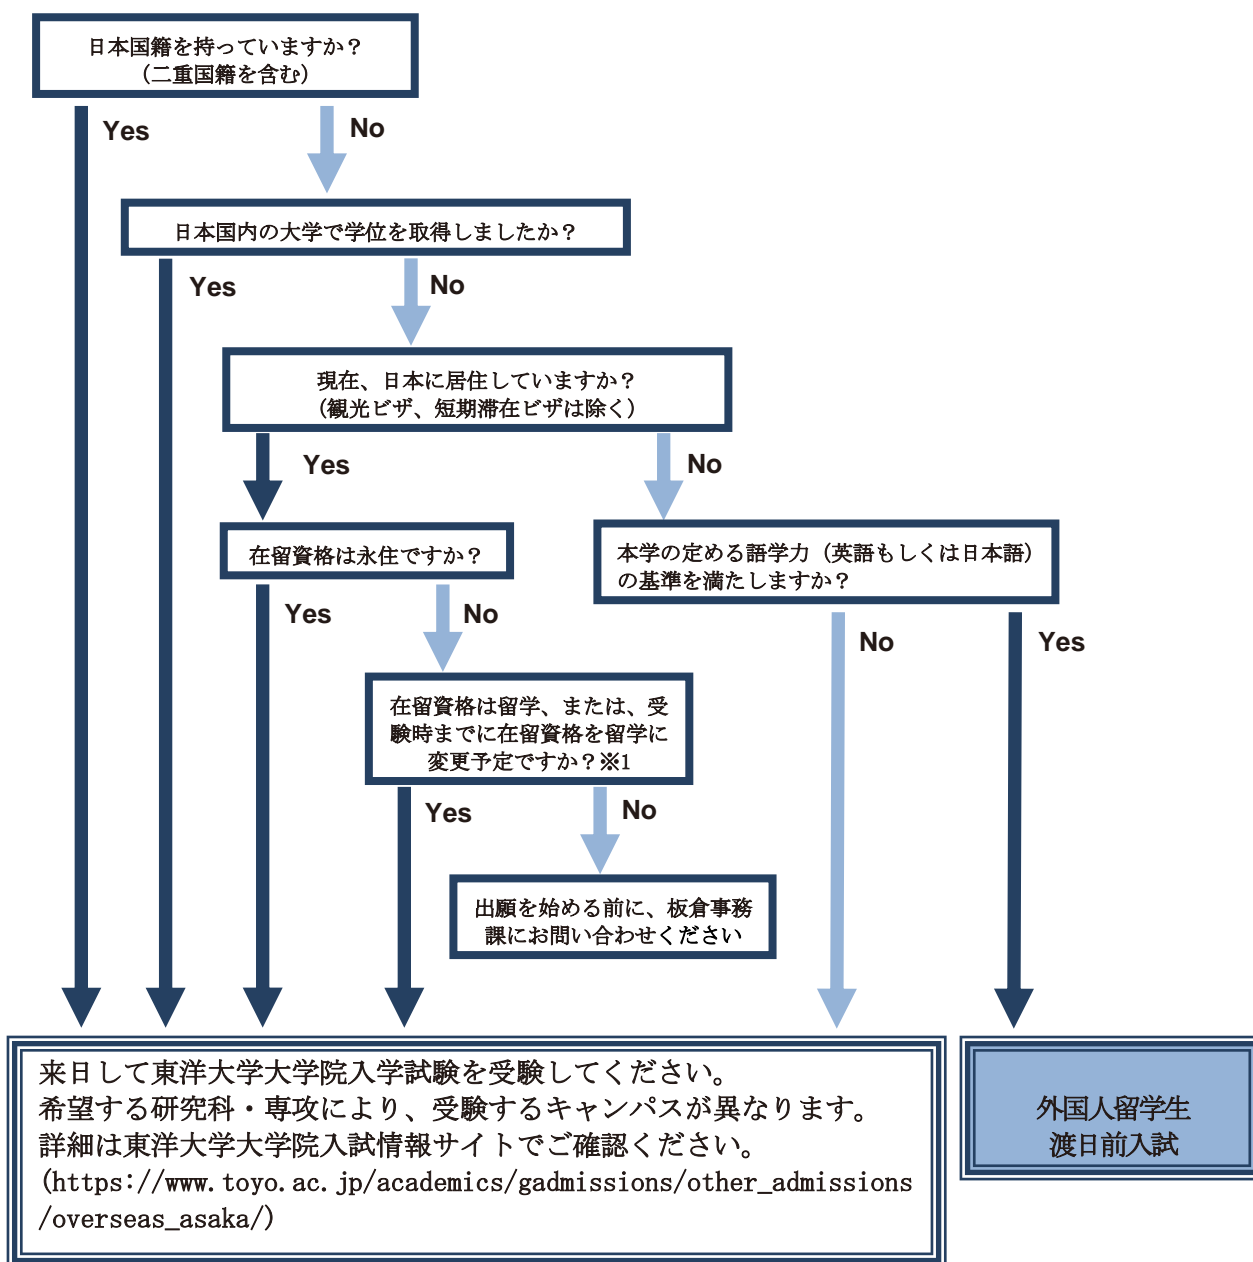 日本国籍を持っていますか？
（二重国籍を含む）
Yes
No
日本国内の大学で学位を取得しましたか？
Yes
No
現在、日本に居住していますか？
（観光ビザ、短期滞在ビザは除く）
Yes
No
在留資格は永住ですか？
本学の定める語学力（英語もしくは日本語）
の基準を満たしますか？
Yes
No
No
Yes
在留資格は留学、または、受
験時までに在留資格を留学に
変更予定ですか？※1
Yes
No
出願を始める前に、板倉事務
課にお問い合わせください
来日して東洋大学大学院入学試験を受験してください。
希望する研究科・専攻により、受験するキャンパスが異なります。
詳細は東洋大学大学院入試情報サイトでご確認ください。
(https://www.toyo.ac.jp/academics/gadmissions/other_admissions
/overseas_asaka/)
外国人留学生
渡日前入試